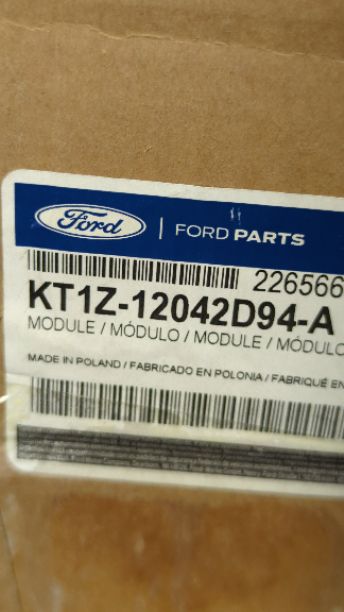 Ford | FORD PARTS
226566
KT1Z-12042D94-A
MODULE / MÓDULO / MODULE / MÓDULO
MADE IN POLAND / FABRICADO EN POLONIA / FABRIQUÉ EN